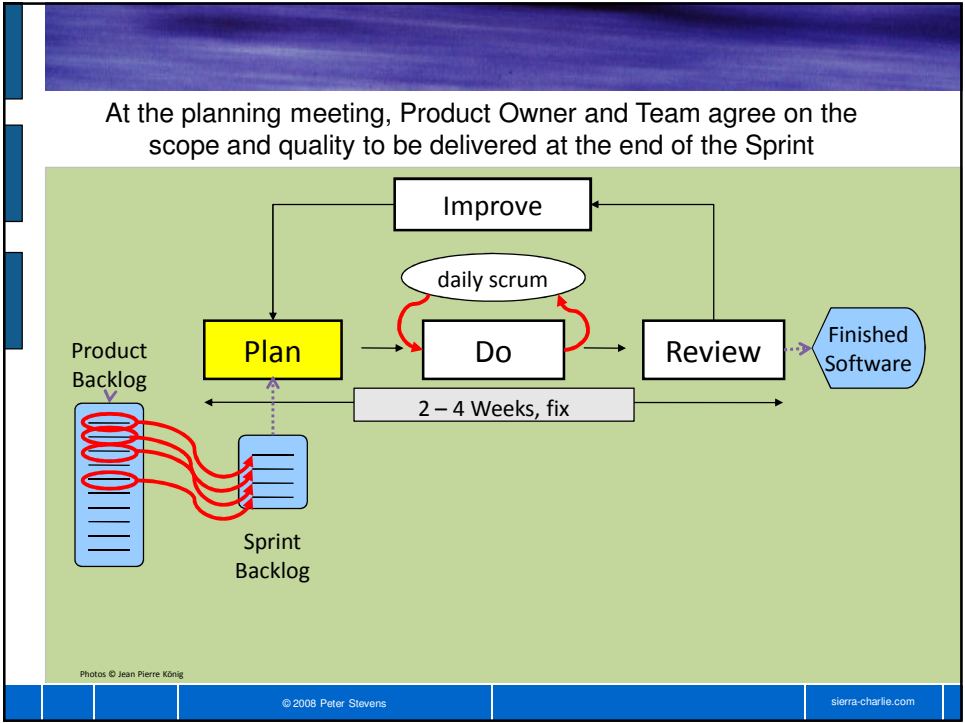 At the planning meeting, Product Owner and Team agree on the
scope and quality to be delivered at the end of the Sprint
Improve
daily scrum
Plan
Do
Review
Finished
Software
Product
Backlog
2 – 4 Weeks, fix
Sprint
Backlog
Photos © Jean Pierre König
© 2008 Peter Stevens
sierra-charlie.com